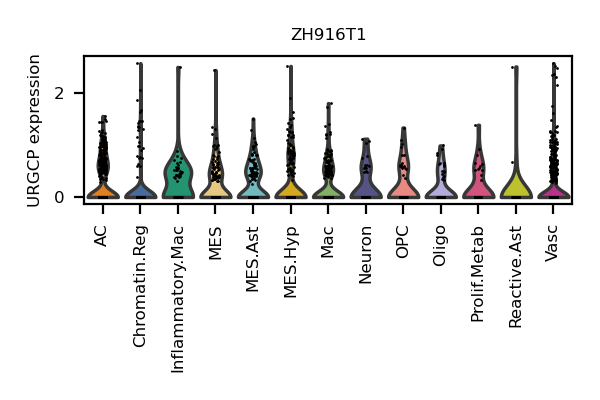 ZH916T1
URGCP expression
2
0
AC
Chromatin.Reg
Inflammatory.Mac
MES
MES.Ast
MES.Hyp
Mac
Neuron
OPC
Oligo
Prolif.Metab
Reactive.Ast
Vasc